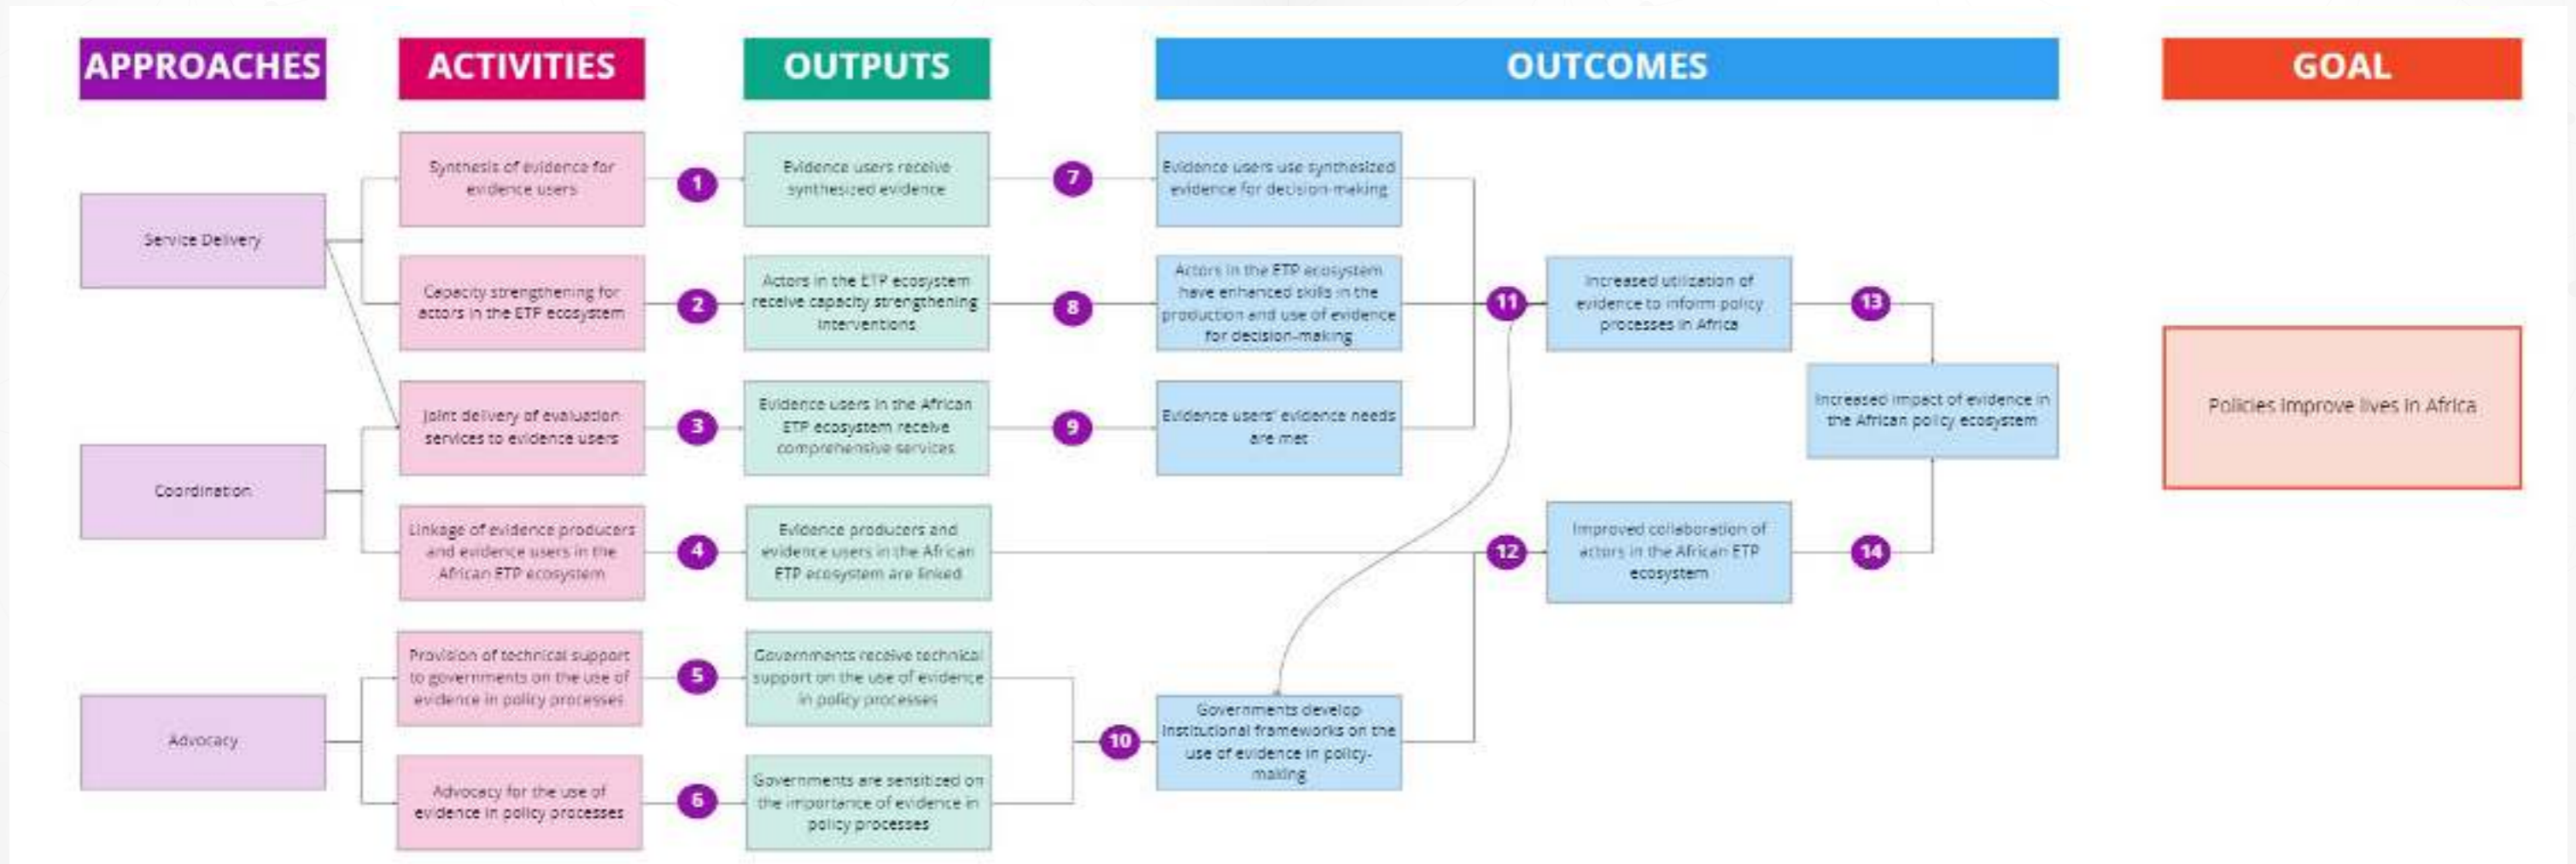 APPROACHES
ACTIVITIES
OUTPUTS
OUTCOMES
GOAL
Service Delivery
Coordination
Advocacy
Synthesis of evidence for
evidence users
Capacity strengthening for
actors in the ETP ecosystem
Joint delivery of evaluation
services to evidence users
Linkage of evidence producers
and evidence users in the
African ETP ecosystem
Provision of technical support
to governments on the use of
evidence in policy processes
Advocacy for the use of
evidence in policy processes
1
2
3
4
5
6
Evidence users receive
synthesized evidence
Actors in the ETP ecosystem
receive capacity strengthening
interventions
Evidence users in the African
ETP ecosystem receive
comprehensive services
Evidence producers and
evidence users in the African
ETP ecosystem are linked
Governments receive technical
support on the use of evidence
in policy processes
Governments are sensitized on
the importance of evidence in
policy processes
7
8
9
10
Evidence users use synthesized
evidence for decision-making
Actors in the ETP ecosystem
have enhanced skills in the
production and use of evidence
for decision-making
Evidence users' evidence needs
are met
Governments develop
institutional frameworks on the
use of evidence in policy-
making
11
12
Increased utilization of
evidence to inform policy
processes in Africa
Improved collaboration of
actors in the African ETP
ecosystem
13
14
Increased impact of evidence in
the African policy ecosystem
Policies improve lives in Africa